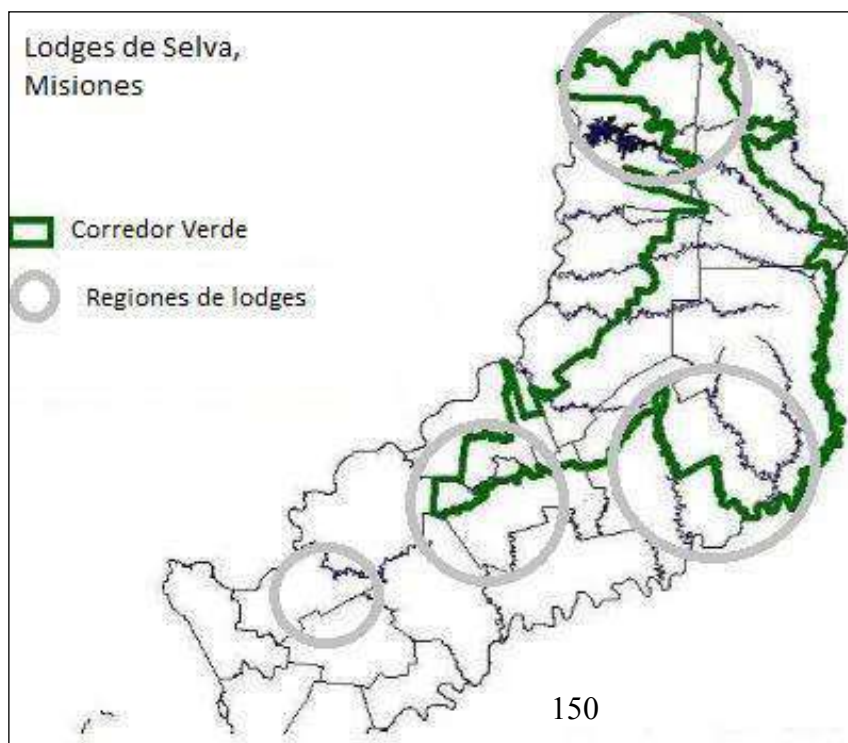 Lodges de Selva,
Misiones
Corredor Verde
Regiones de lodges
150